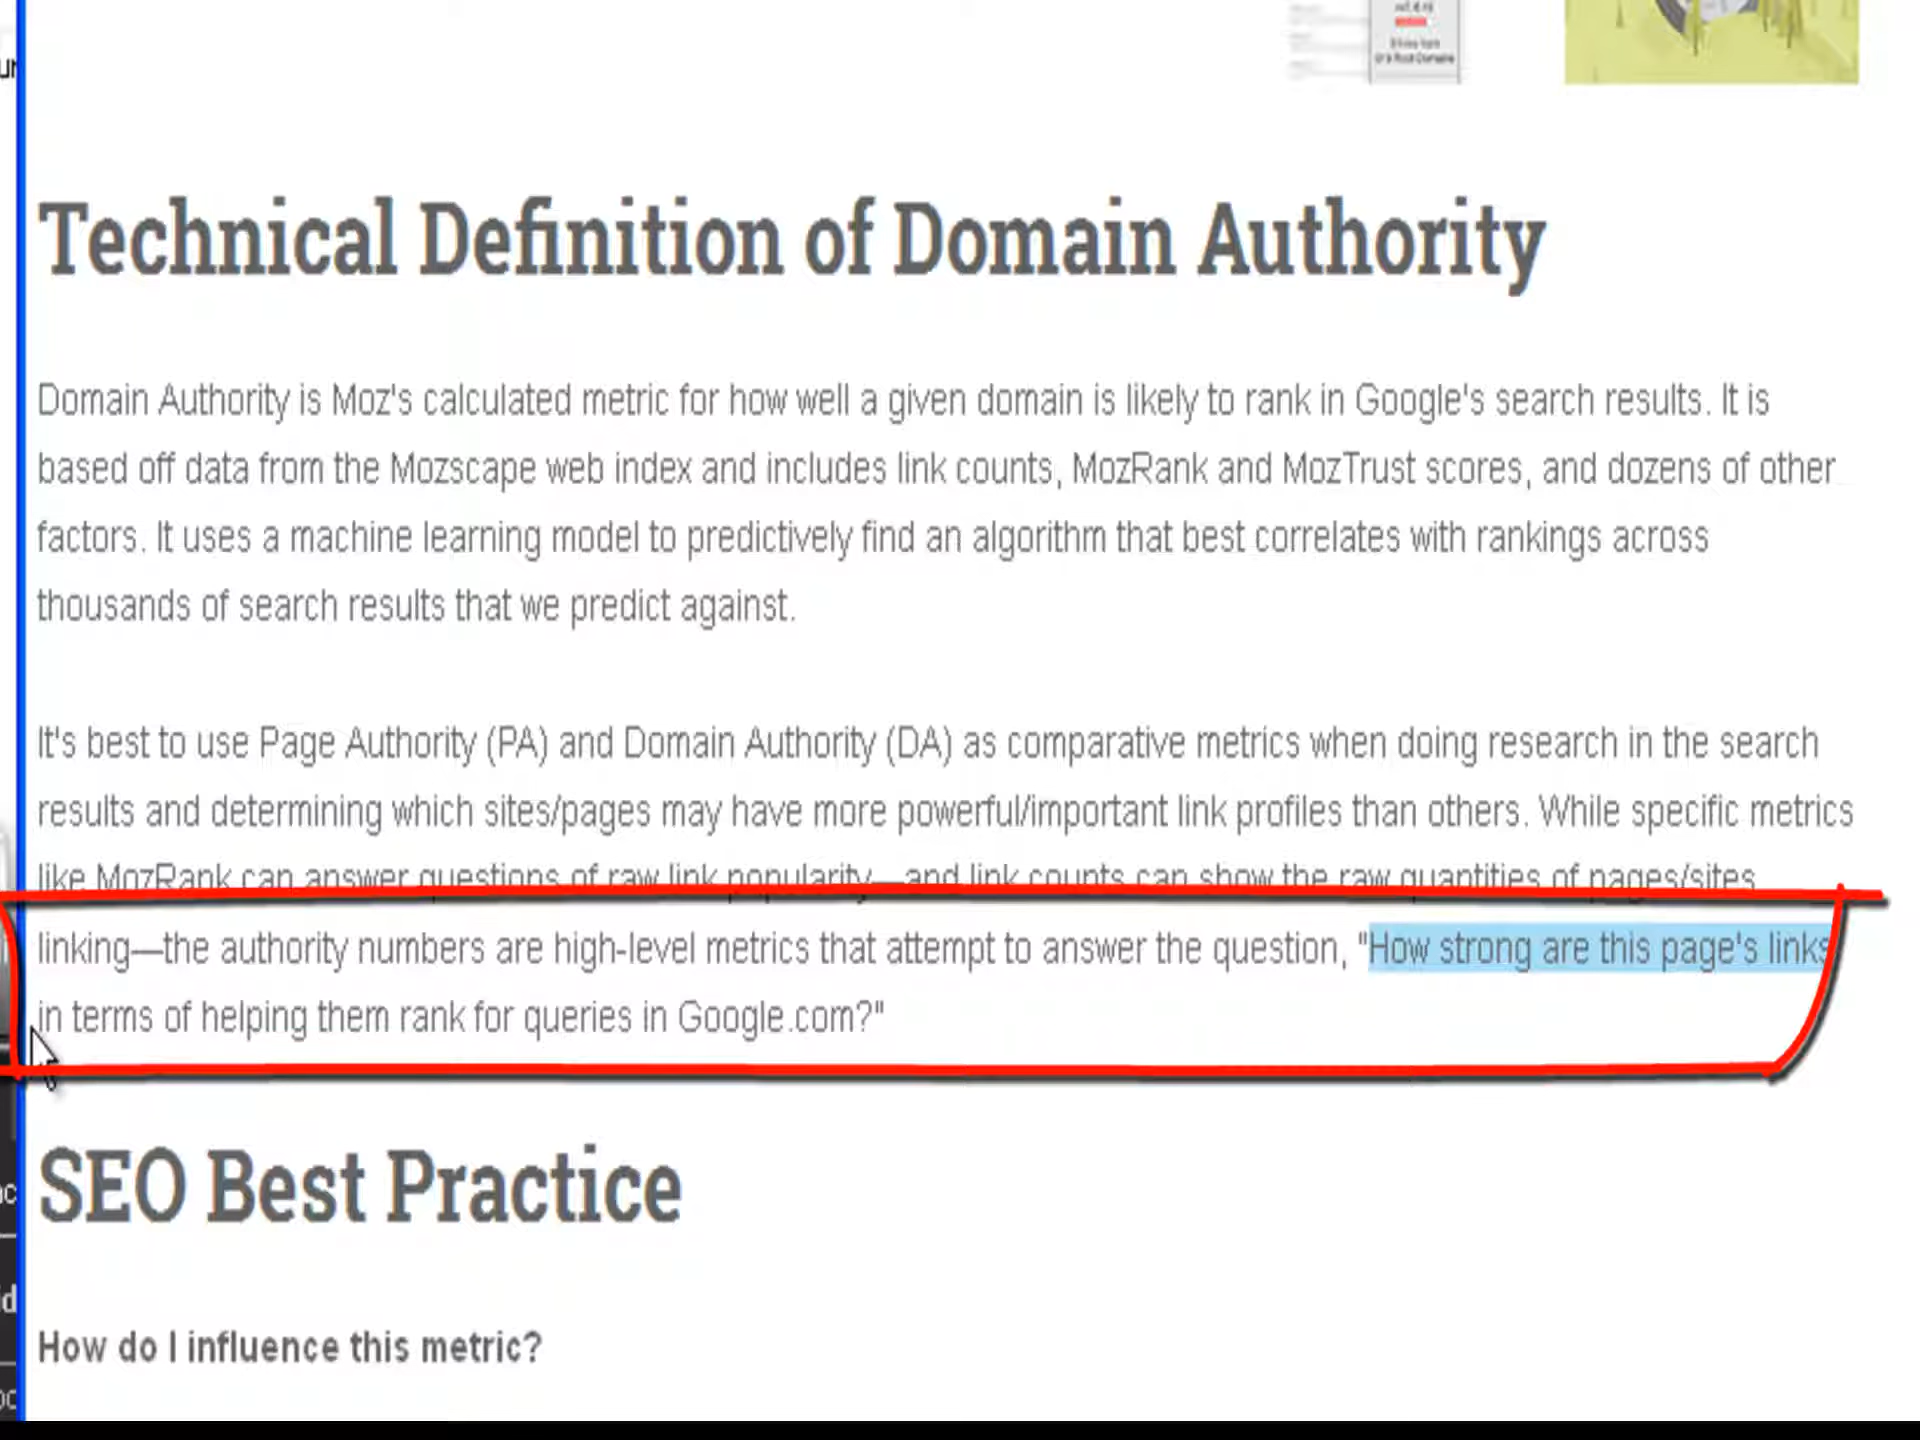 Technical Definition of Domain Authority
Domain Authority is Moz's calculated metric for how well a given domain is likely to rank in Google's search results. It is
based off data from the Mozscape web index and includes link counts, MozRank and MozTrust scores, and dozens of other
factors. It uses a machine learning model to predictively find an algorithm that best correlates with rankings across
thousands of search results that we predict against.
It's best to use Page Authority (PA) and Domain Authority (DA) as comparative metrics when doing research in the search
results and determining which sites/pages may have more powerful/important link profiles than others. While specific metrics
like MozRank can answer questions of raw link popularity—and link counts can show the raw quantities of pages/sites
linking—the authority numbers are high-level metrics that attempt to answer the question, "How strong are this page's links
in terms of helping them rank for queries in Google.com?"
SEO Best Practice
How do I influence this metric?